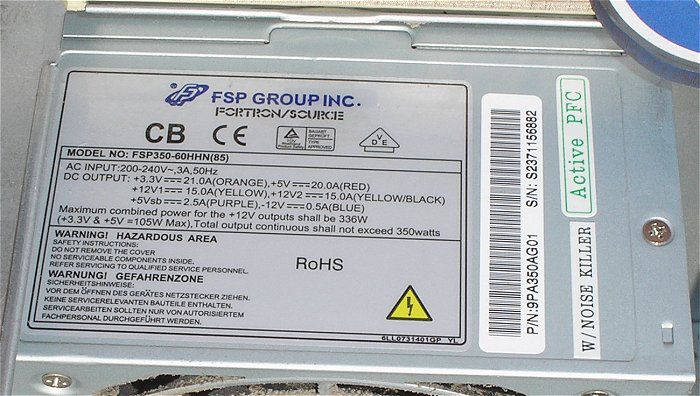 FSP GROUP INC.
FORTRON/SOURCE
CB CE
TÜVRheinland
BAUART
GEPRÜFT
TYPE
APPROVED
VDE
MODEL NO: FSP350-60HHN(85)
AC INPUT:200-240V~,3A,50Hz
DC OUTPUT: +3.3V⎓21.0A(ORANGE),+5V⎓20.0A(RED)
+12V1⎓15.0A(YELLOW),+12V2⎓15.0A(YELLOW/BLACK)
+5Vsb⎓2.5A(PURPLE),-12V⎓0.5A(BLUE)
Maximum combined power for the +12V outputs shall be 336W
(+3.3V & +5V =105W Max),Total output continuous shall not exceed 350watts
WARNING! HAZARDOUS AREA
SAFETY INSTRUCTIONS:
DO NOT REMOVE THE COVER
NO SERVICEABLE COMPONENTS INSIDE.
REFER SERVICING TO QUALIFIED SERVICE PERSONNEL.
WARNUNG! GEFAHRENZONE
SICHERHEITSHINWEISE:
VOR DEM ÖFFNEN DES GERÄTES NETZSTECKER ZIEHEN.
KEINE SERVICERELEVANTEN BAUTEILE ENTHALTEN.
SERVICEARBEITEN SOLLTEN NUR VON AUTORISIERTEM
FACHPERSONAL DURCHGEFÜHRT WERDEN.
RoHS
6LL0731401GP YL
P/N:9PA350AG01 S/N: S2371156882
Active PFC
W/ NOISE KILLER